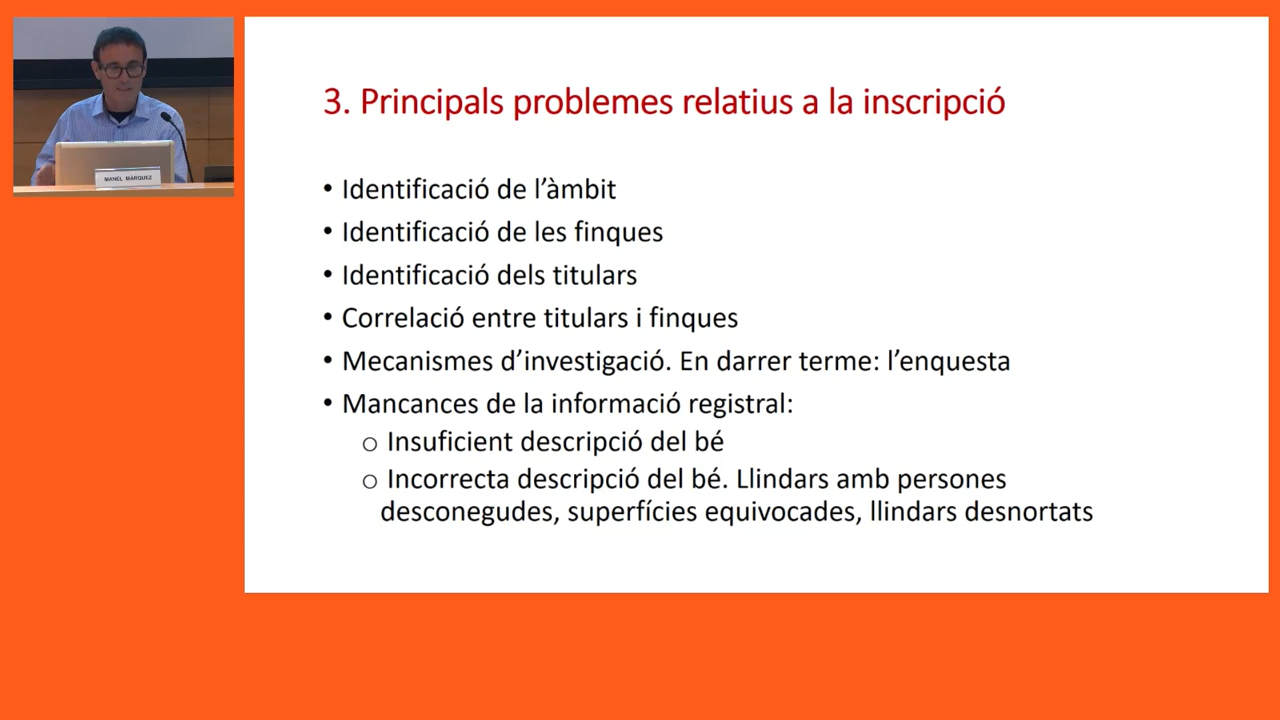 MANEL MÁRQUEZ
3. Principals problemes relatius a la inscripció
• Identificació de l’àmbit
• Identificació de les finques
• Identificació dels titulars
• Correlació entre titulars i finques
• Mecanismes d’investigació. En darrer terme: l’enquesta
• Mancances de la informació registral:
o Insuficient descripció del bé
o Incorrecta descripció del bé. Llindars amb persones
desconegudes, superfícies equivocades, llindars desnortats